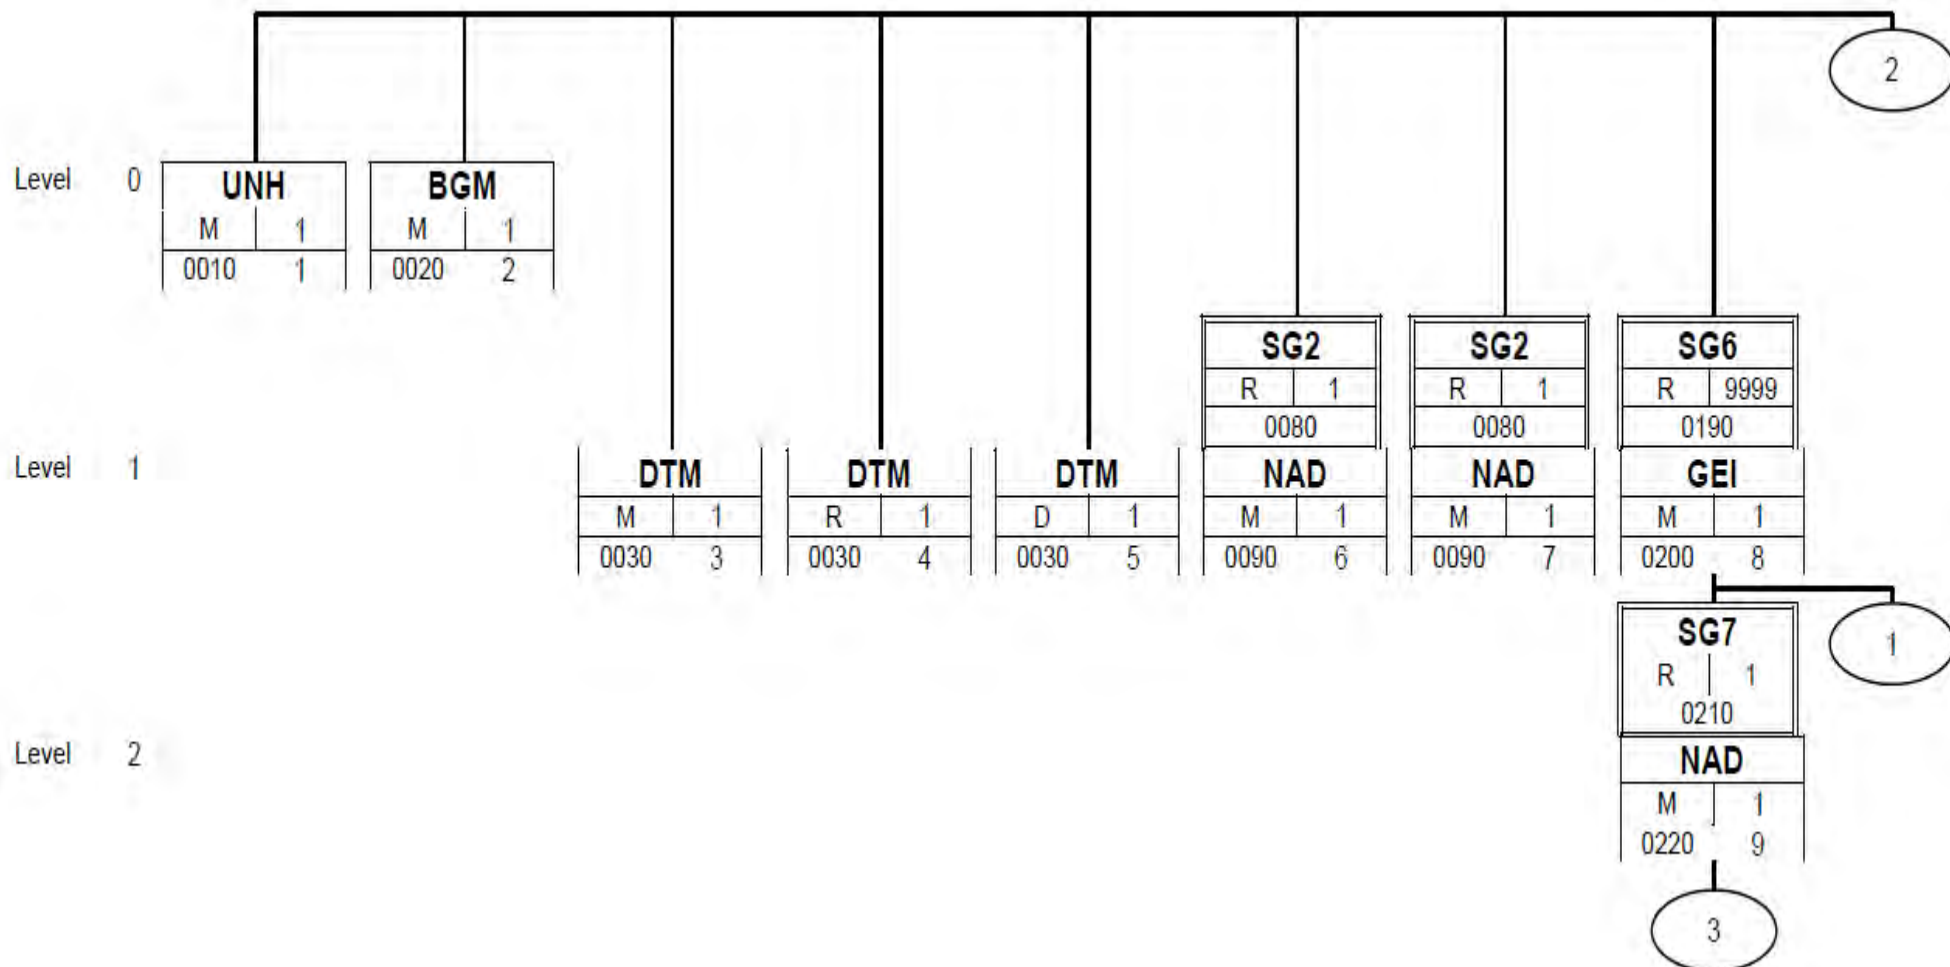 2
Level 0 UNH BGM
M 1 M 1
0010 1 0020 2
SG2 SG2 SG6
R 1 R 1 R 9999
0080 0080 0190
Level 1 DTM DTM DTM NAD NAD GEI
M 1 R 1 D 1 M 1 M 1 M 1
0030 3 0030 4 0030 5 0090 6 0090 7 0200 8
SG7 1
R 1
0210
Level 2 NAD
M 1
0220 9
3